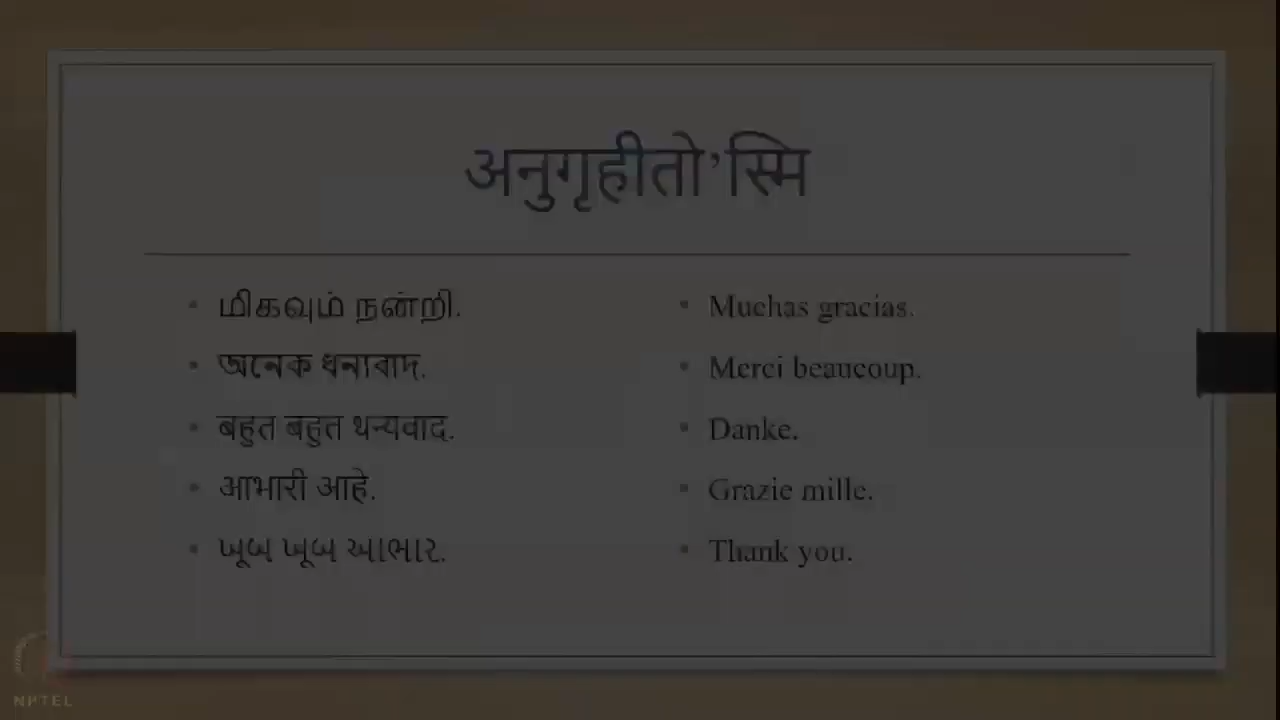 अनुगृहीतो’स्मि
மிகவும் நன்றி.
অনেক ধন্যবাদ.
बहुत बहुत धन्यवाद.
आभारी आहे.
ખૂબ ખૂબ આભાર.
Muchas gracias.
Merci beaucoup.
Danke.
Grazie mille.
Thank you.
NPTEL